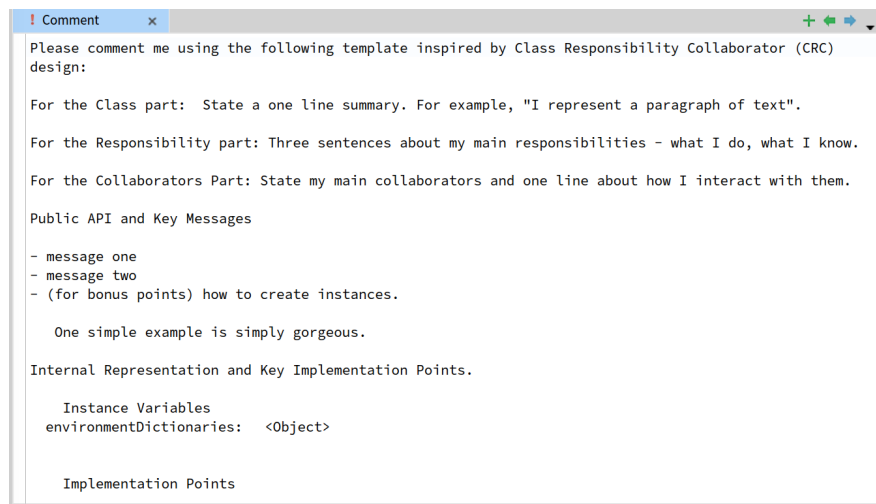 ! Comment ×
Please comment me using the following template inspired by Class Responsibility Collaborator (CRC)
design:
For the Class part:  State a one line summary. For example, "I represent a paragraph of text".
For the Responsibility part: Three sentences about my main responsibilities - what I do, what I know.
For the Collaborators Part: State my main collaborators and one line about how I interact with them.
Public API and Key Messages
- message one
- message two
- (for bonus points) how to create instances.
One simple example is simply gorgeous.
Internal Representation and Key Implementation Points.
Instance Variables
environmentDictionaries:   <Object>
Implementation Points